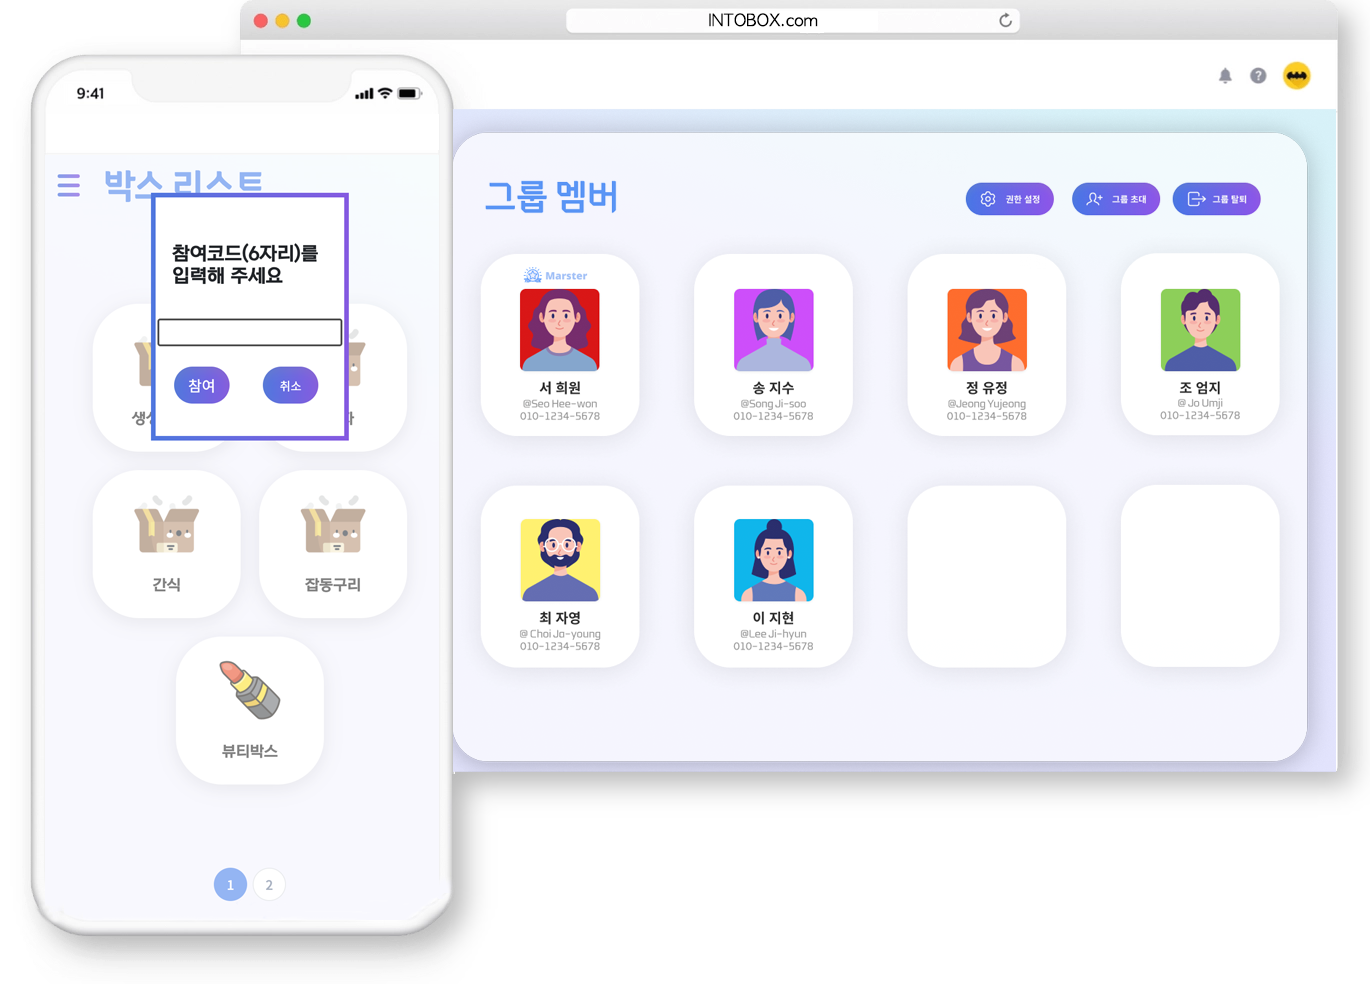 INTOBOX.com
9:41
박스 리스트
참여코드(6자리)를
입력해 주세요
참여
취소
간식
잡동구리
뷰티박스
1
2
그룹 멤버
권한 설정
그룹 초대
그룹 탈퇴
Marster
서 희원
@Seo Hee-won
010-1234-5678
송 지수
@Song Ji-soo
010-1234-5678
정 유정
@Jeong Yujeong
010-1234-5678
조 엄지
@ Jo Umji
010-1234-5678
최 자영
@ Choi Ja-young
010-1234-5678
이 지현
@Lee Ji-hyun
010-1234-5678